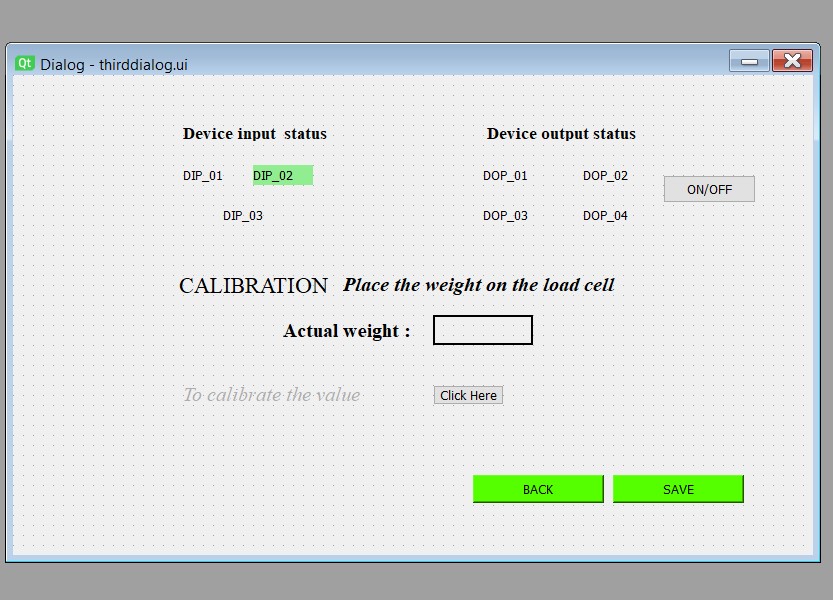 Qt Dialog - thirddialog.ui
Device input  status
Device output status
DIP_01 DIP_02
DOP_01 DOP_02
ON/OFF
DIP_03
DOP_03 DOP_04
CALIBRATION Place the weight on the load cell
Actual weight :
To calibrate the value
Click Here
BACK
SAVE